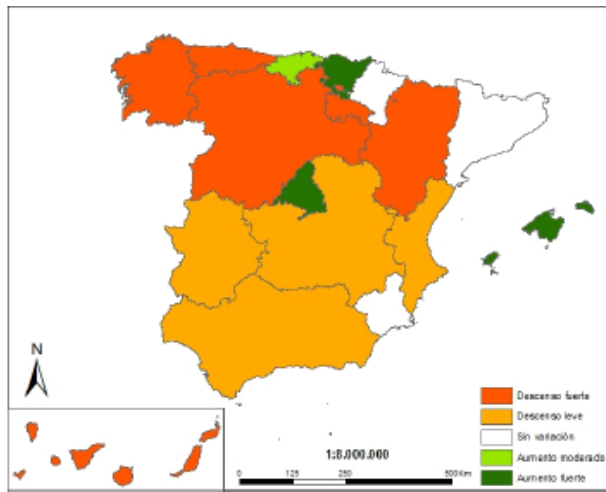 N
Descenso fuerte
Descenso leve
Sin variación
Aumento moderado
Aumento fuerte
1:8.000.000
0 125 250 500 Km